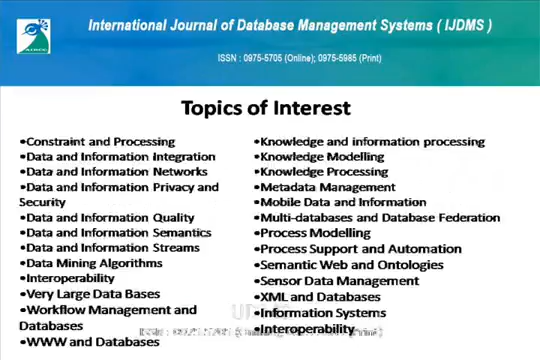 International Journal of Database Management Systems ( IJDMS )
AIRCC
ISSN : 0975-5705 (Online); 0975-5985 (Print)
Topics of Interest
•Constraint and Processing
•Data and Information Integration
•Data and Information Networks
•Data and Information Privacy and
Security
•Data and Information Quality
•Data and Information Semantics
•Data and Information Streams
•Data Mining Algorithms
•Interoperability
•Very Large Data Bases
•Workflow Management and
Databases
•WWW and Databases
•Knowledge and information processing
•Knowledge Modelling
•Knowledge Processing
•Metadata Management
•Mobile Data and Information
•Multi-databases and Database Federation
•Process Modelling
•Process Support and Automation
•Semantic Web and Ontologies
•Sensor Data Management
•XML and Databases
•Information Systems
•Interoperability